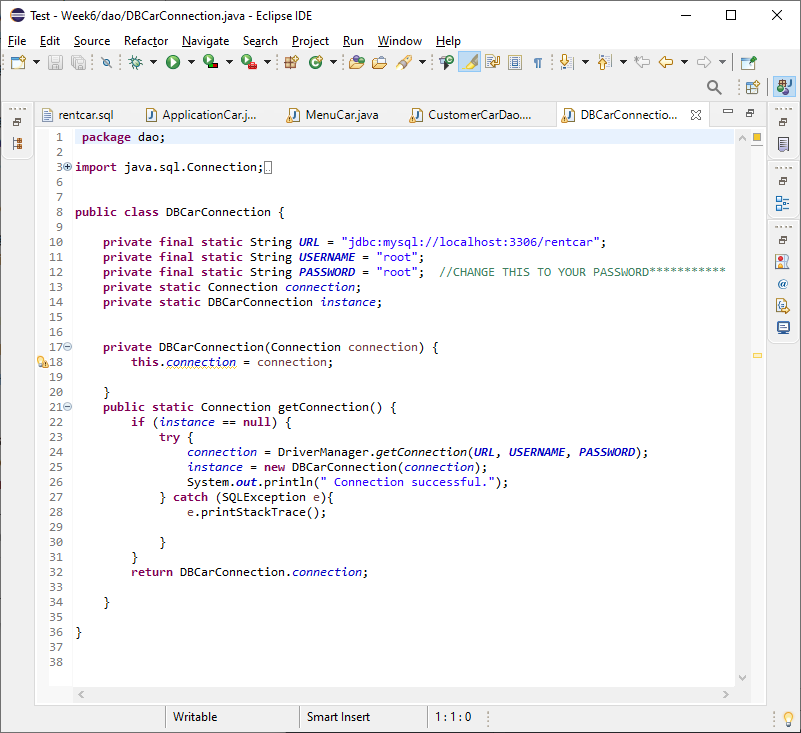 Test - Week6/dao/DBCarConnection.java - Eclipse IDE
File Edit Source Refactor Navigate Search Project Run Window Help
rentcar.sql ApplicationCar.j... MenuCar.java CustomerCarDao.... DBCarConnectio...
1 package dao;
2
3 import java.sql.Connection;
6
7
8 public class DBCarConnection {
9
10 private final static String URL = "jdbc:mysql://localhost:3306/rentcar";
11 private final static String USERNAME = "root";
12 private final static String PASSWORD = "root"; //CHANGE THIS TO YOUR PASSWORD***********
13 private static Connection connection;
14 private static DBCarConnection instance;
15
16
17 private DBCarConnection(Connection connection) {
18 this.connection = connection;
19
20 }
21 public static Connection getConnection() {
22 if (instance == null) {
23 try {
24 connection = DriverManager.getConnection(URL, USERNAME, PASSWORD);
25 instance = new DBCarConnection(connection);
26 System.out.println(" Connection successful.");
27 } catch (SQLException e){
28 e.printStackTrace();
29
30 }
31 }
32 return DBCarConnection.connection;
33
34 }
35
36 }
37
38
Writable Smart Insert 1 : 1 : 0